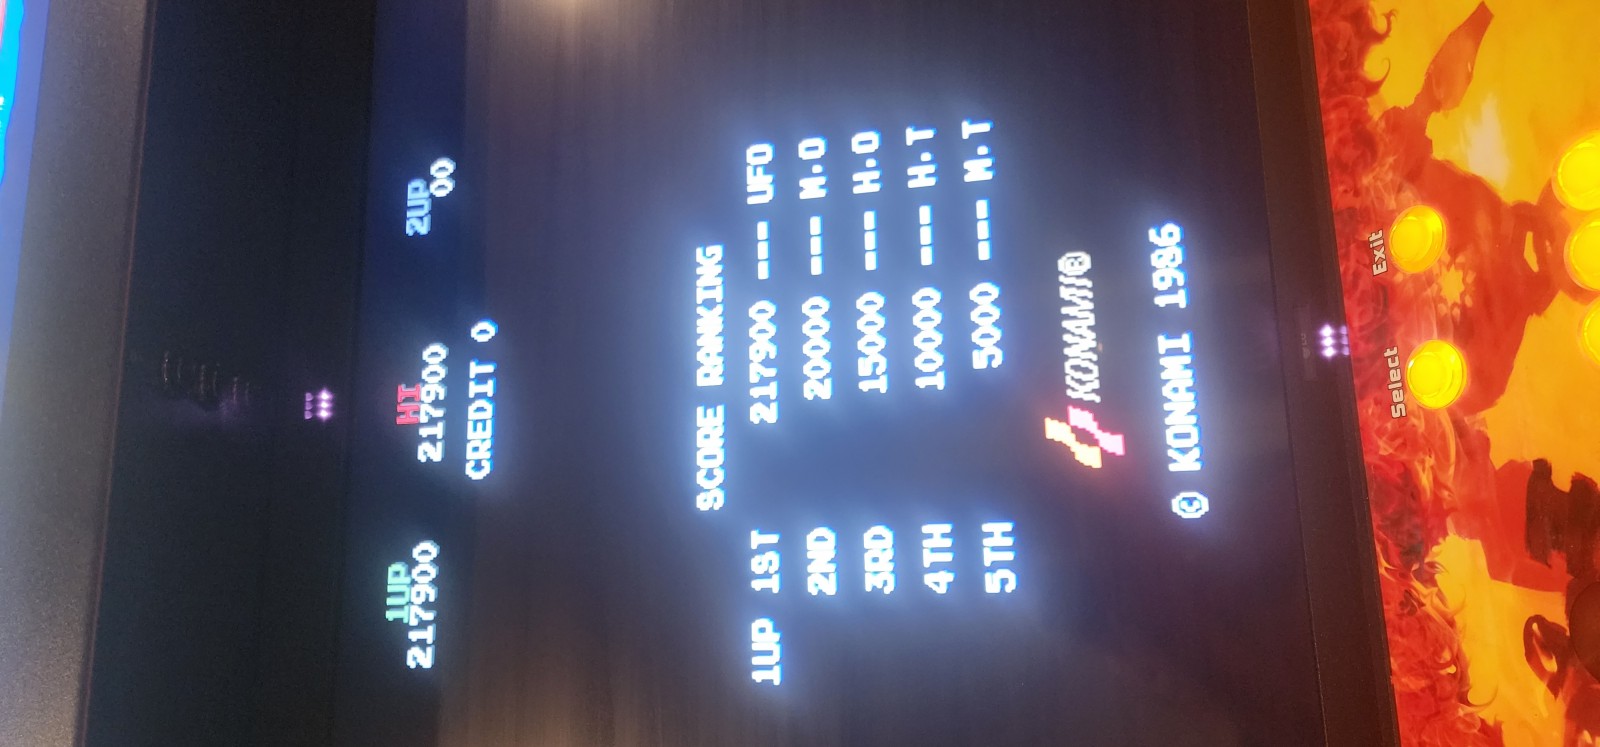 1UP HI 2UP
217900 217900 00
CREDIT 0
SCORE RANKING
1UP 1ST 217900 --- UFO
2ND 20000 --- M.O
3RD 15000 --- H.O
4TH 10000 --- H.T
5TH 5000 --- M.T
KONAMI®
© KONAMI 1986
Select Exit